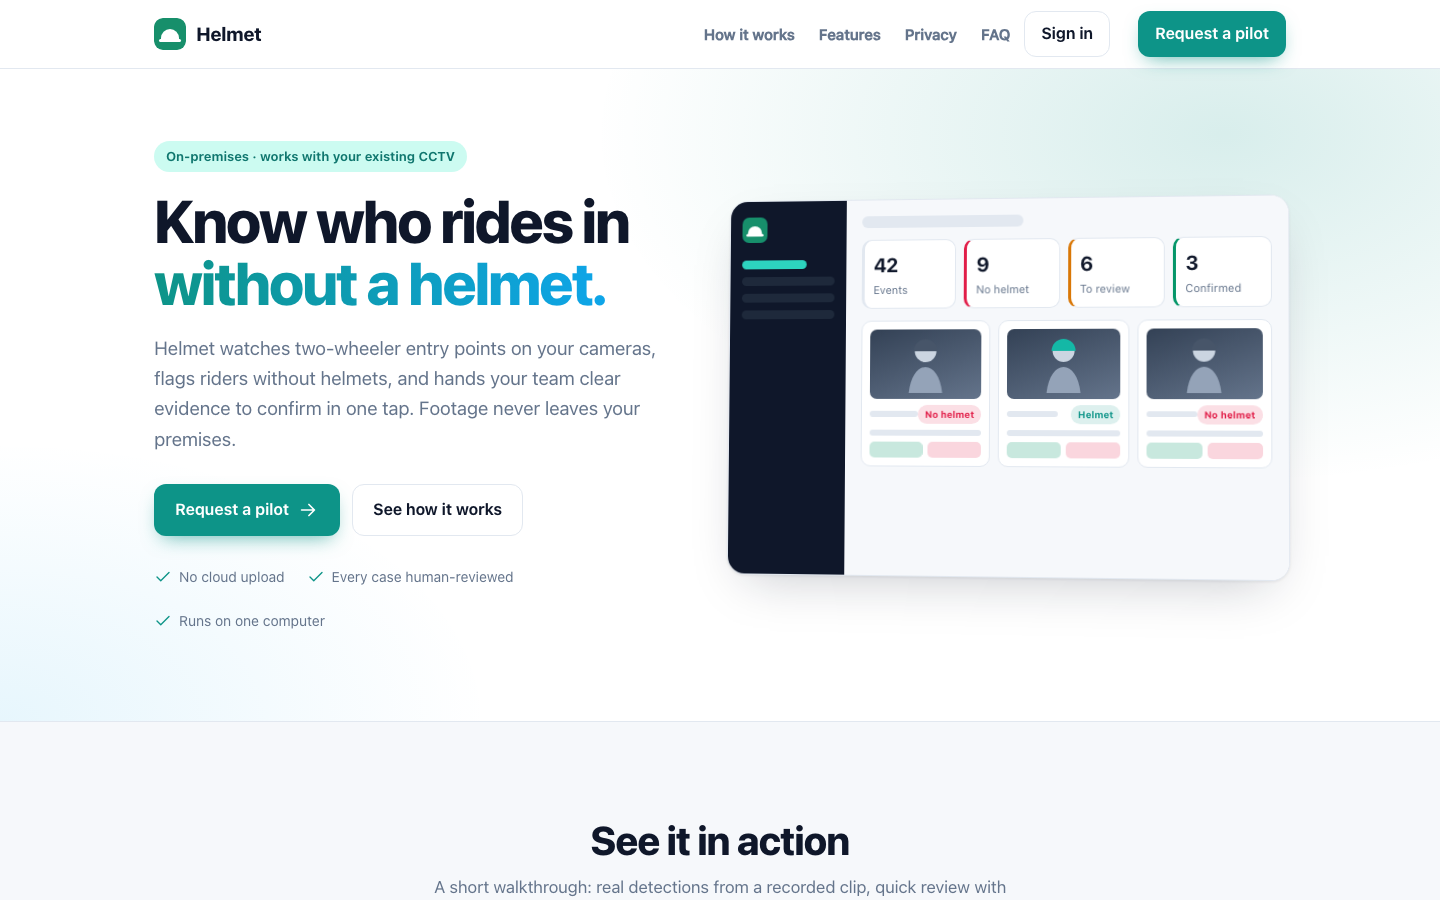 Helmet
How it works
Features
Privacy
FAQ
Sign in
Request a pilot
On-premises · works with your existing CCTV
Know who rides in
without a helmet.
Helmet watches two-wheeler entry points on your cameras,
flags riders without helmets, and hands your team clear
evidence to confirm in one tap. Footage never leaves your
premises.
Request a pilot →
See how it works
No cloud upload
Every case human-reviewed
Runs on one computer
42
Events
9
No helmet
6
To review
3
Confirmed
No helmet
Helmet
No helmet
See it in action
A short walkthrough: real detections from a recorded clip, quick review with